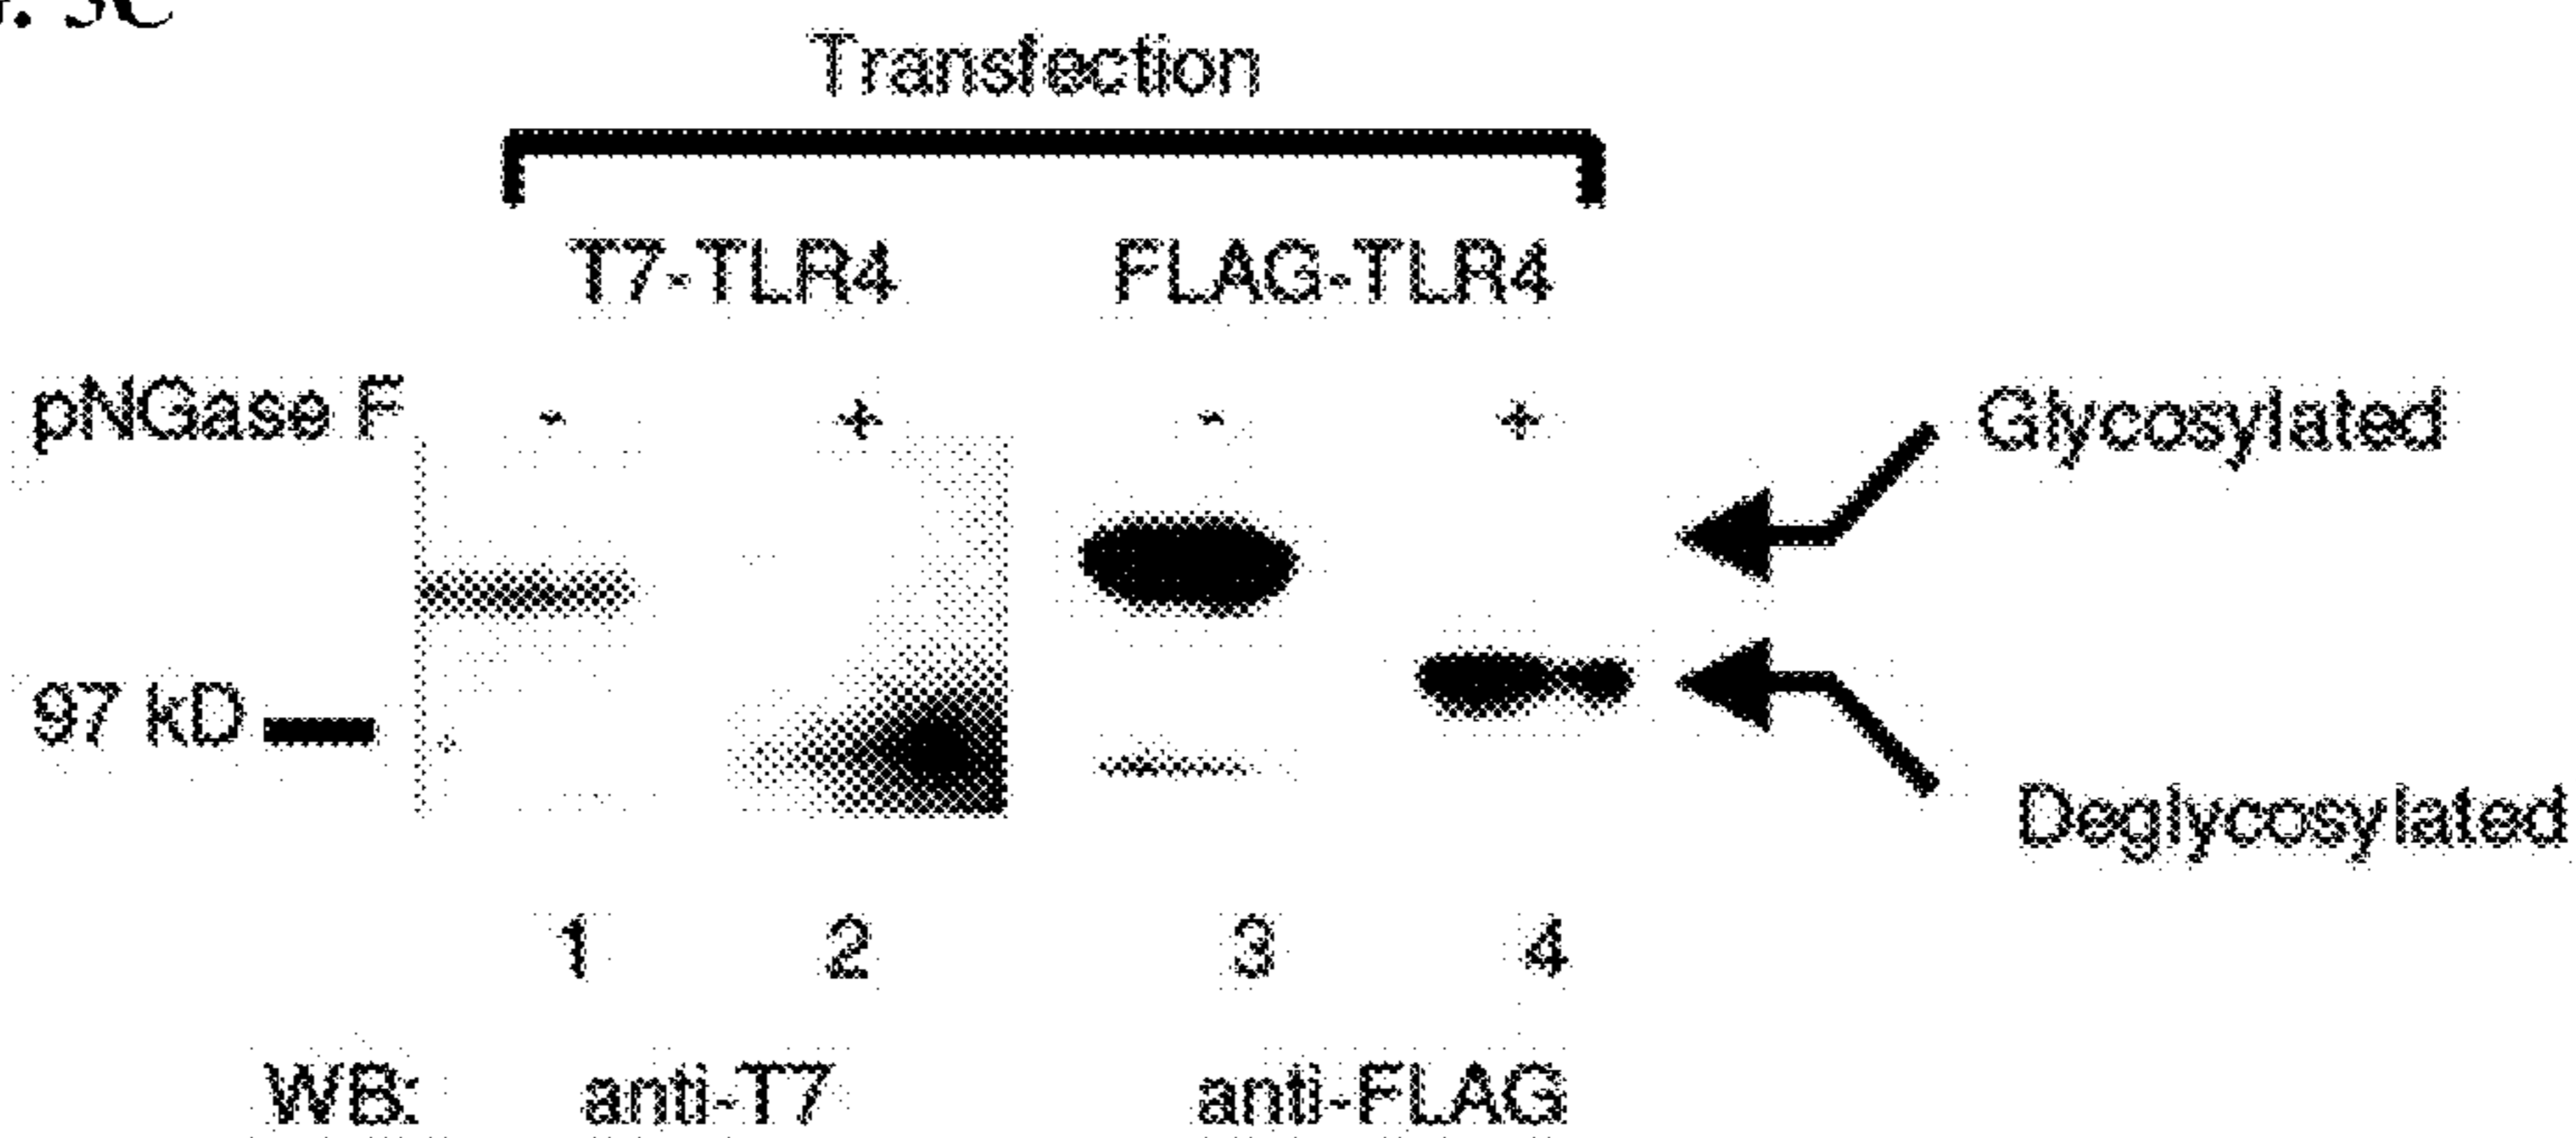 3C
Transfection
T7-TLR4 FLAG-TLR4
pNGase F - + - +
Glycosylated
97 kD
Deglycosylated
1 2 3 4
WB: anti-T7 anti-FLAG